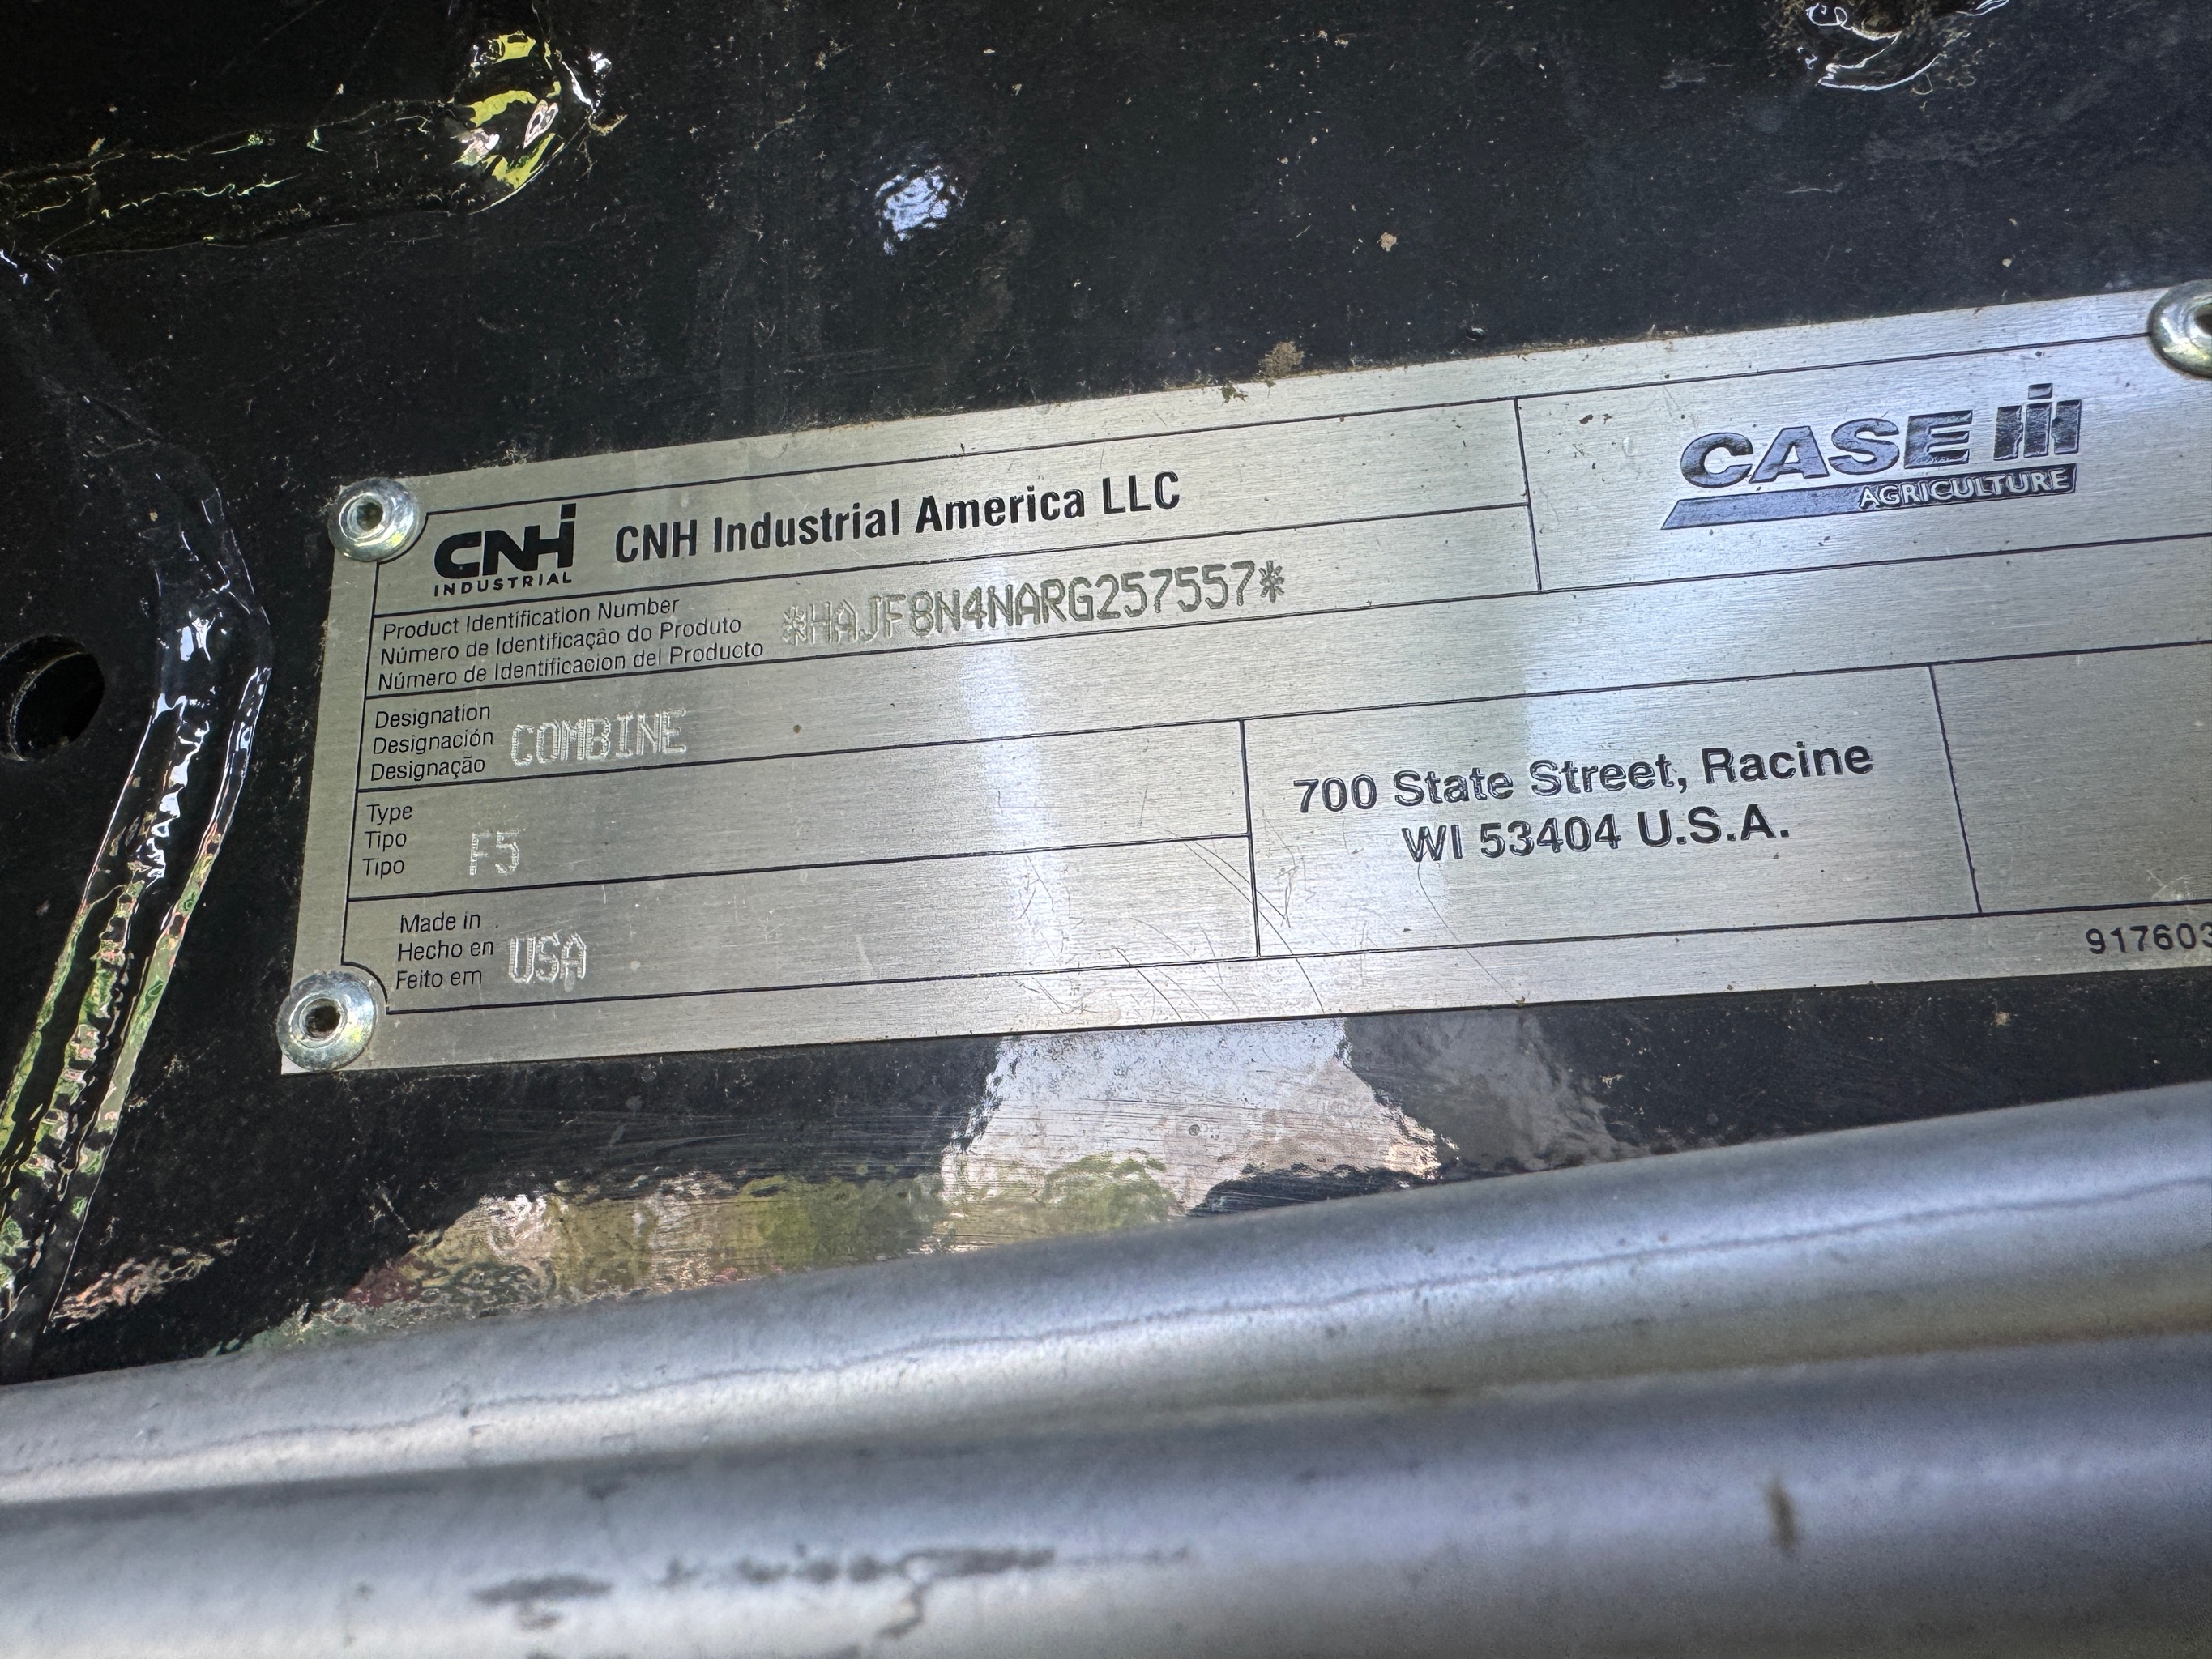 CNH
INDUSTRIAL
CNH Industrial America LLC
CASE IH
AGRICULTURE
Product Identification Number
Número de Identificação do Produto
Número de Identificacion del Producto
*HAJF8N4NARG257557*
Designation
Designación
Designação
COMBINE
Type
Tipo
Tipo
F5
700 State Street, Racine
WI 53404 U.S.A.
Made in
Hecho en
Feito em
USA
917603